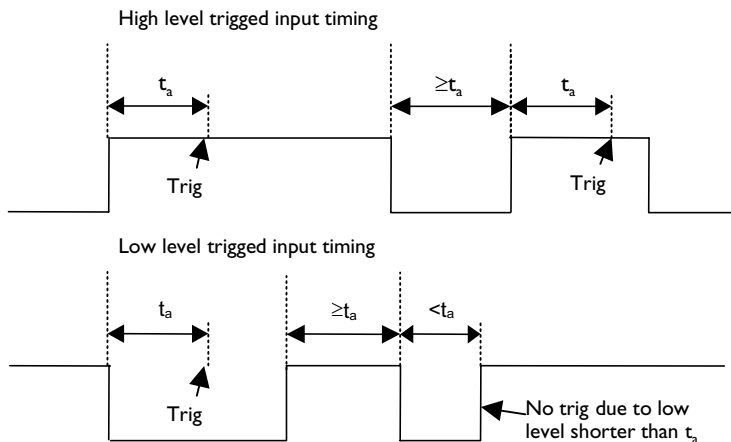 High level trigged input timing
tₐ
≥tₐ
tₐ
Trig
Trig
Low level trigged input timing
tₐ
≥tₐ
<tₐ
Trig
No trig due to low
level shorter than tₐ